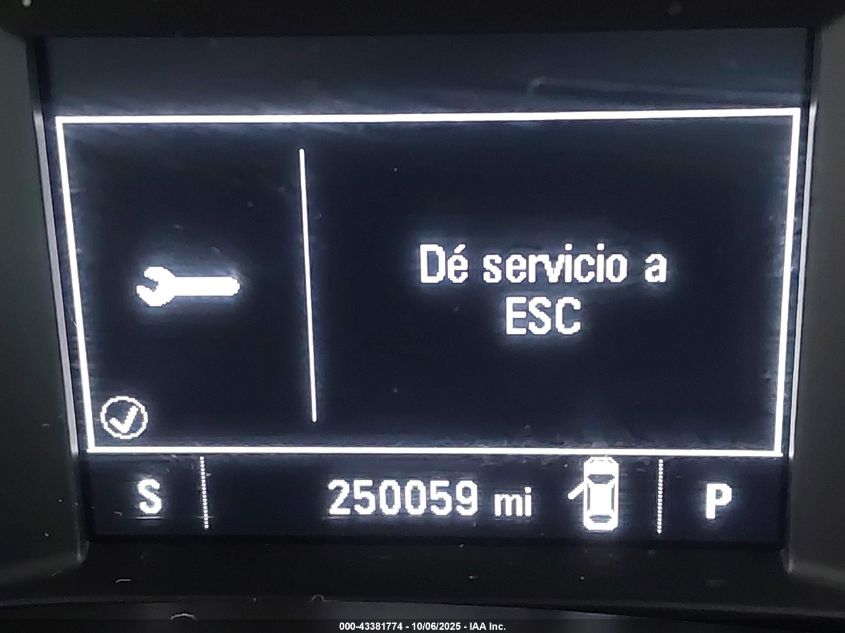 Dé servicio a
ESC
S 250059 mi P
000-43381774 - 10/06/2025 - IAA Inc.